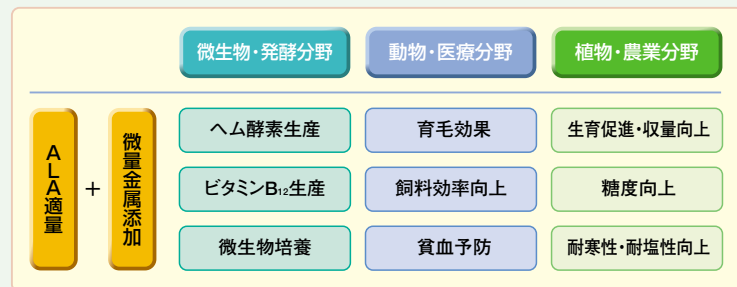 微生物・発酵分野
動物・医療分野
植物・農業分野
ALA適量
+
微量金属添加
ヘム酵素生産
育毛効果
生育促進・収量向上
ビタミンB₁₂生産
飼料効率向上
糖度向上
微生物培養
貧血予防
耐寒性・耐塩性向上